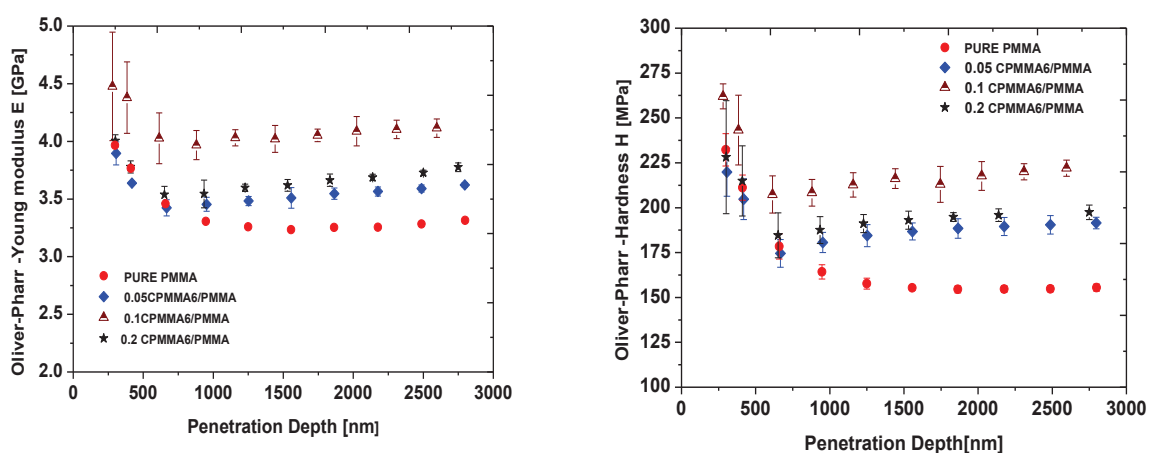 Oliver-Pharr -Young modulus E [GPa]
5.0
4.5
4.0
3.5
3.0
2.5
2.0
PURE PMMA
0.05CPMMA6/PMMA
0.1CPMMA6/PMMA
0.2 CPMMA6/PMMA
0 500 1000 1500 2000 2500 3000
Penetration Depth [nm]
Oliver-Pharr -Hardness H [MPa]
300
275
250
225
200
175
150
125
100
PURE PMMA
0.05 CPMMA6/PMMA
0.1 CPMMA6/PMMA
0.2 CPMMA6/PMMA
0 500 1000 1500 2000 2500 3000
Penetration Depth[nm]